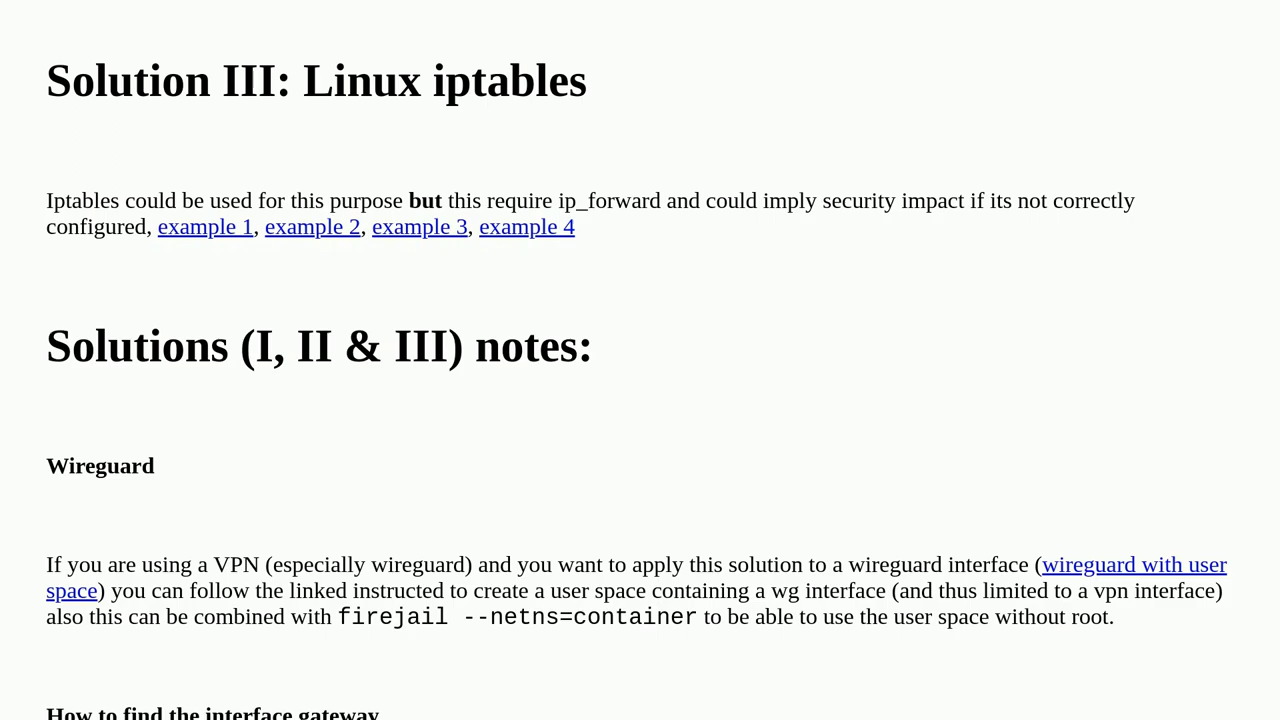 Solution III: Linux iptables
Iptables could be used for this purpose but this require ip_forward and could imply security impact if its not correctly
configured, example 1, example 2, example 3, example 4
Solutions (I, II & III) notes:
Wireguard
If you are using a VPN (especially wireguard) and you want to apply this solution to a wireguard interface (wireguard with user
space) you can follow the linked instructed to create a user space containing a wg interface (and thus limited to a vpn interface)
also this can be combined with firejail --netns=container to be able to use the user space without root.
How to find the interface gateway